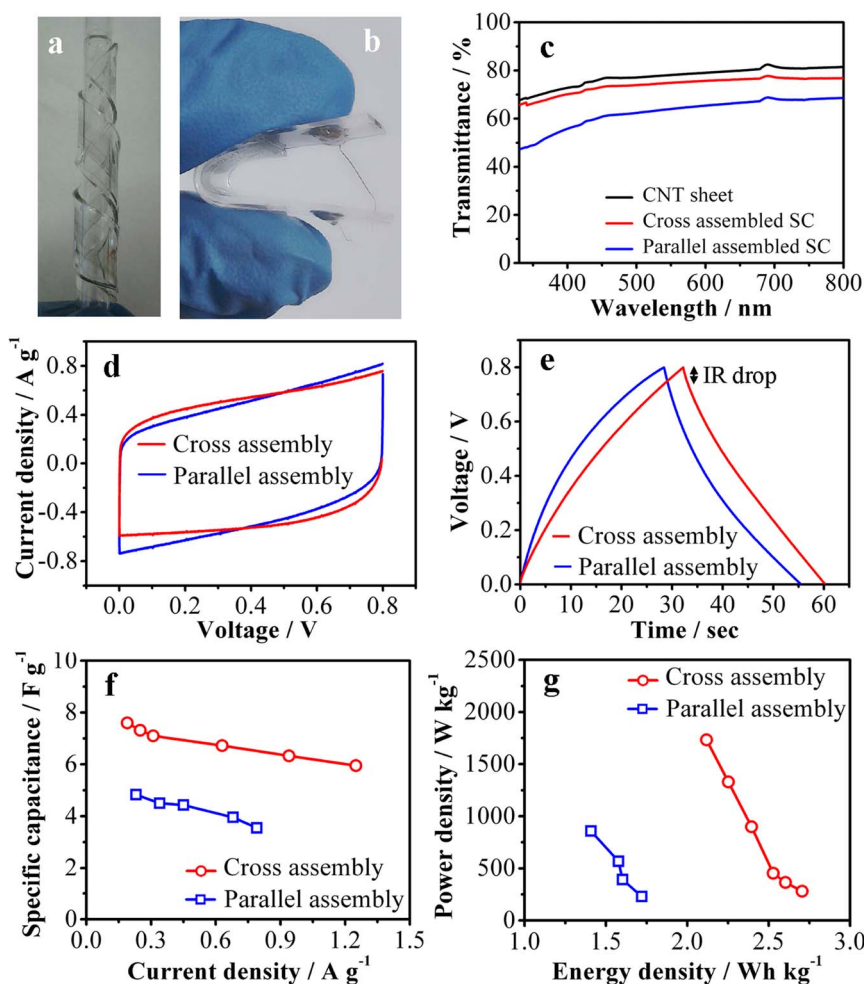 a
b
c
Transmittance / %
100
80
60
40
20
0
CNT sheet
Cross assembled SC
Parallel assembled SC
400 500 600 700 800
Wavelength / nm
d
Current density / A g⁻¹
0.8
0.4
0.0
-0.4
-0.8
Cross assembly
Parallel assembly
0.0 0.2 0.4 0.6 0.8
Voltage / V
e
Voltage / V
0.8
0.6
0.4
0.2
0.0
IR drop
Cross assembly
Parallel assembly
0 10 20 30 40 50 60
Time / sec
f
Specific capacitance / F g⁻¹
10
8
6
4
2
0
Cross assembly
Parallel assembly
0.0 0.3 0.6 0.9 1.2 1.5
Current density / A g⁻¹
g
Power density / W kg⁻¹
2500
2000
1500
1000
500
0
Cross assembly
Parallel assembly
1.0 1.5 2.0 2.5 3.0
Energy density / Wh kg⁻¹